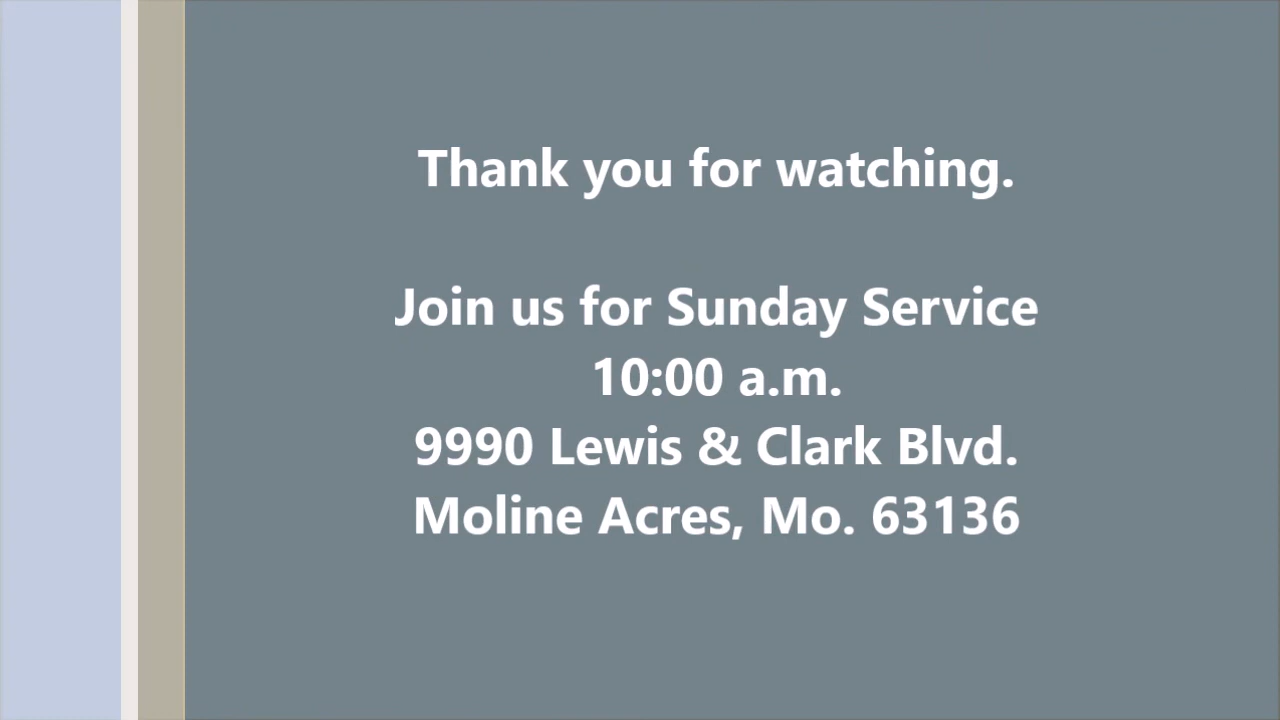 Thank you for watching.
Join us for Sunday Service
10:00 a.m.
9990 Lewis & Clark Blvd.
Moline Acres, Mo. 63136